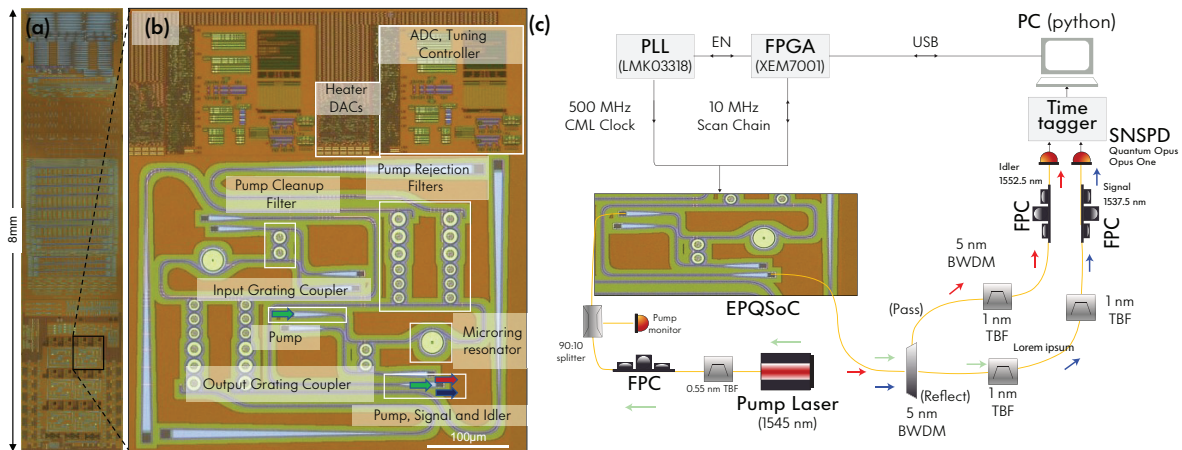 (a)
8mm
(b)
ADC, Tuning
Controller
Heater
DACs
Pump Cleanup
Filter
Pump Rejection
Filters
Input Grating Coupler
Pump
Microring
resonator
Output Grating Coupler
Pump, Signal and Idler
100µm
(c)
PC (python)
PLL
(LMK03318)
EN
FPGA
(XEM7001)
USB
500 MHz
CML Clock
10 MHz
Scan Chain
Time
tagger
SNSPD
Quantum Opus
Opus One
Idler
1552.5 nm
Signal
1537.5 nm
FPC
FPC
5 nm
BWDM
EPQSoC
(Pass)
1 nm
TBF
1 nm
TBF
Lorem ipsum
Pump
monitor
90:10
splitter
FPC
0.55 nm TBF
Pump Laser
(1545 nm)
(Reflect)
5 nm
BWDM
1 nm
TBF